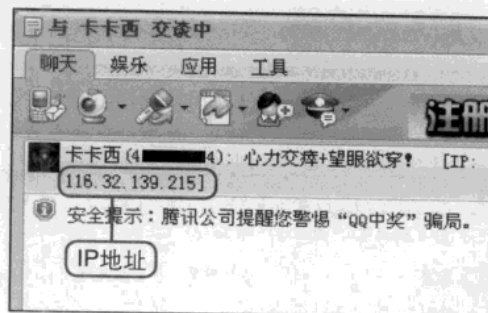 与 卡卡西 交谈中
聊天 娱乐 应用 工具
注册
卡卡西(4 4): 心力交瘁+望眼欲穿! [IP:
116.32.139.215]
安全提示:腾讯公司提醒您警惕“QQ中奖”骗局。
IP地址